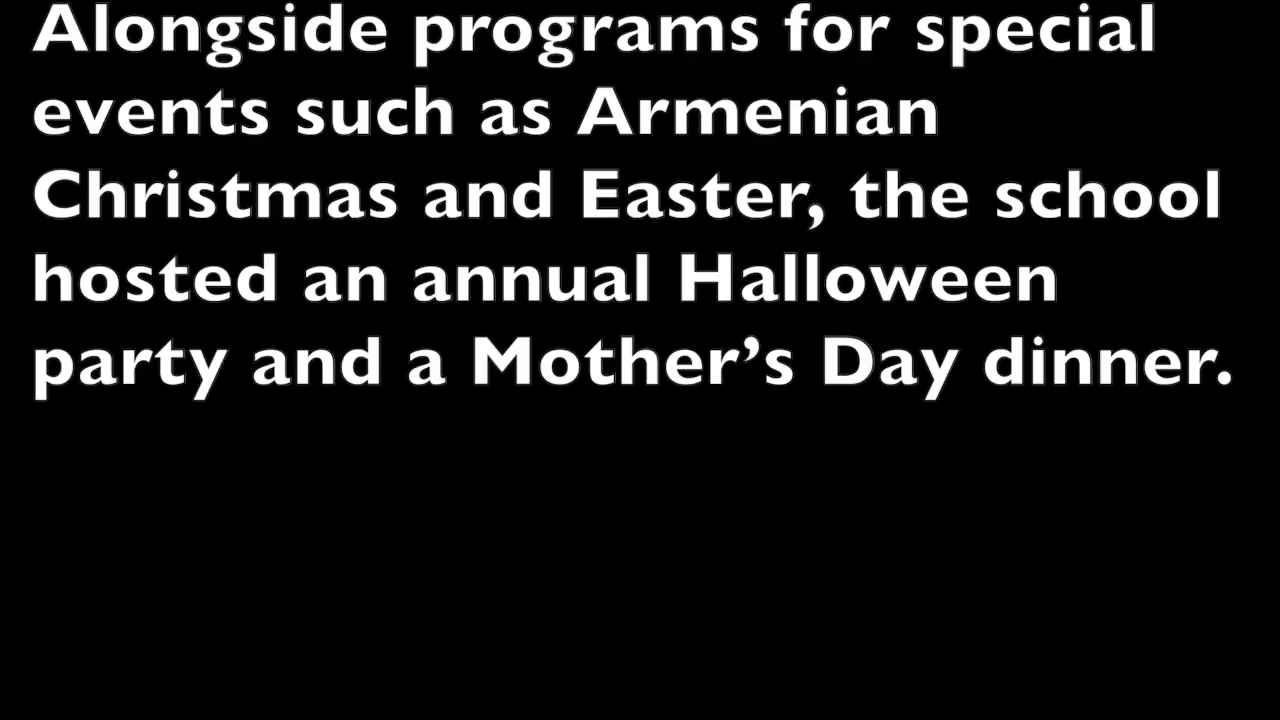 Alongside programs for special
events such as Armenian
Christmas and Easter, the school
hosted an annual Halloween
party and a Mother’s Day dinner.